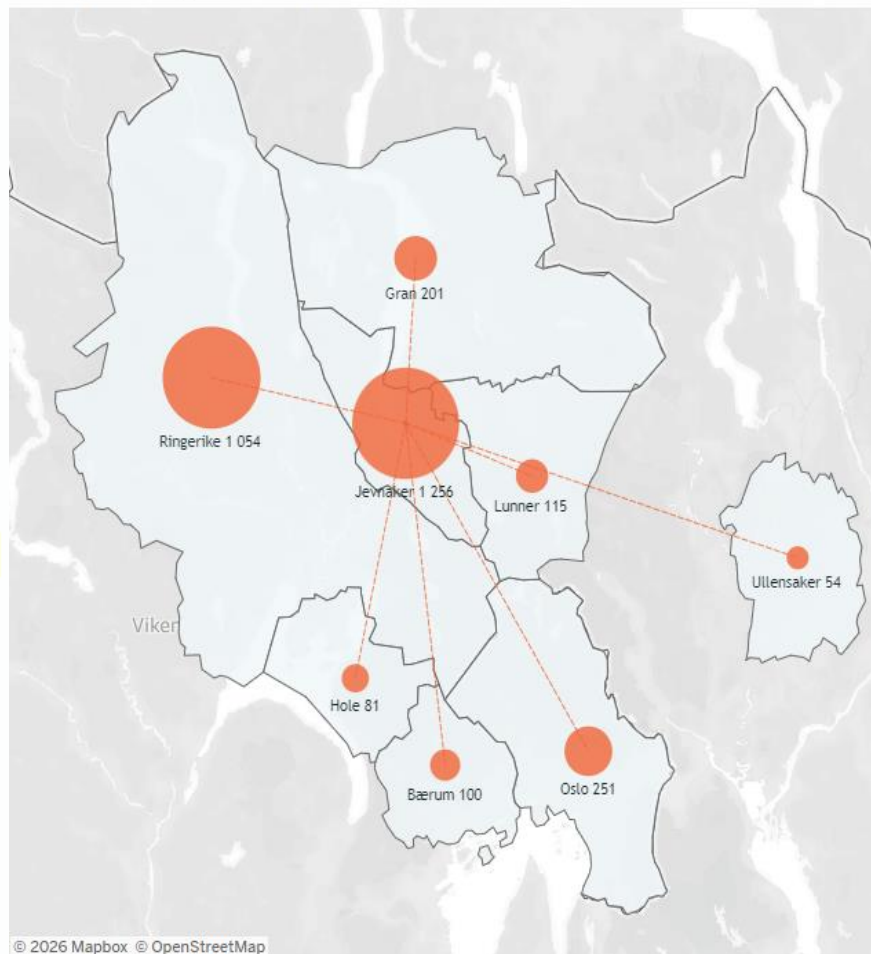 Gran 201
Ringerike 1 054
Jevnaker 1 256
Lunner 115
Ullensaker 54
Viken
Hole 81
Bærum 100
Oslo 251
© 2026 Mapbox © OpenStreetMap